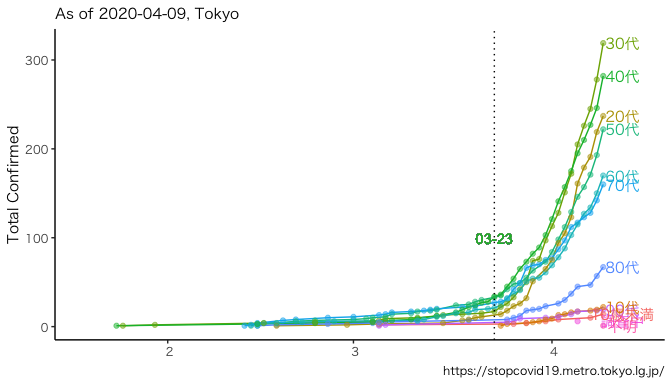 As of 2020-04-09, Tokyo
Total Confirmed
300
200
100
0
03-23
30代
40代
20代
50代
60代
70代
80代
10代
不明
2
3
4
https://stopcovid19.metro.tokyo.lg.jp/